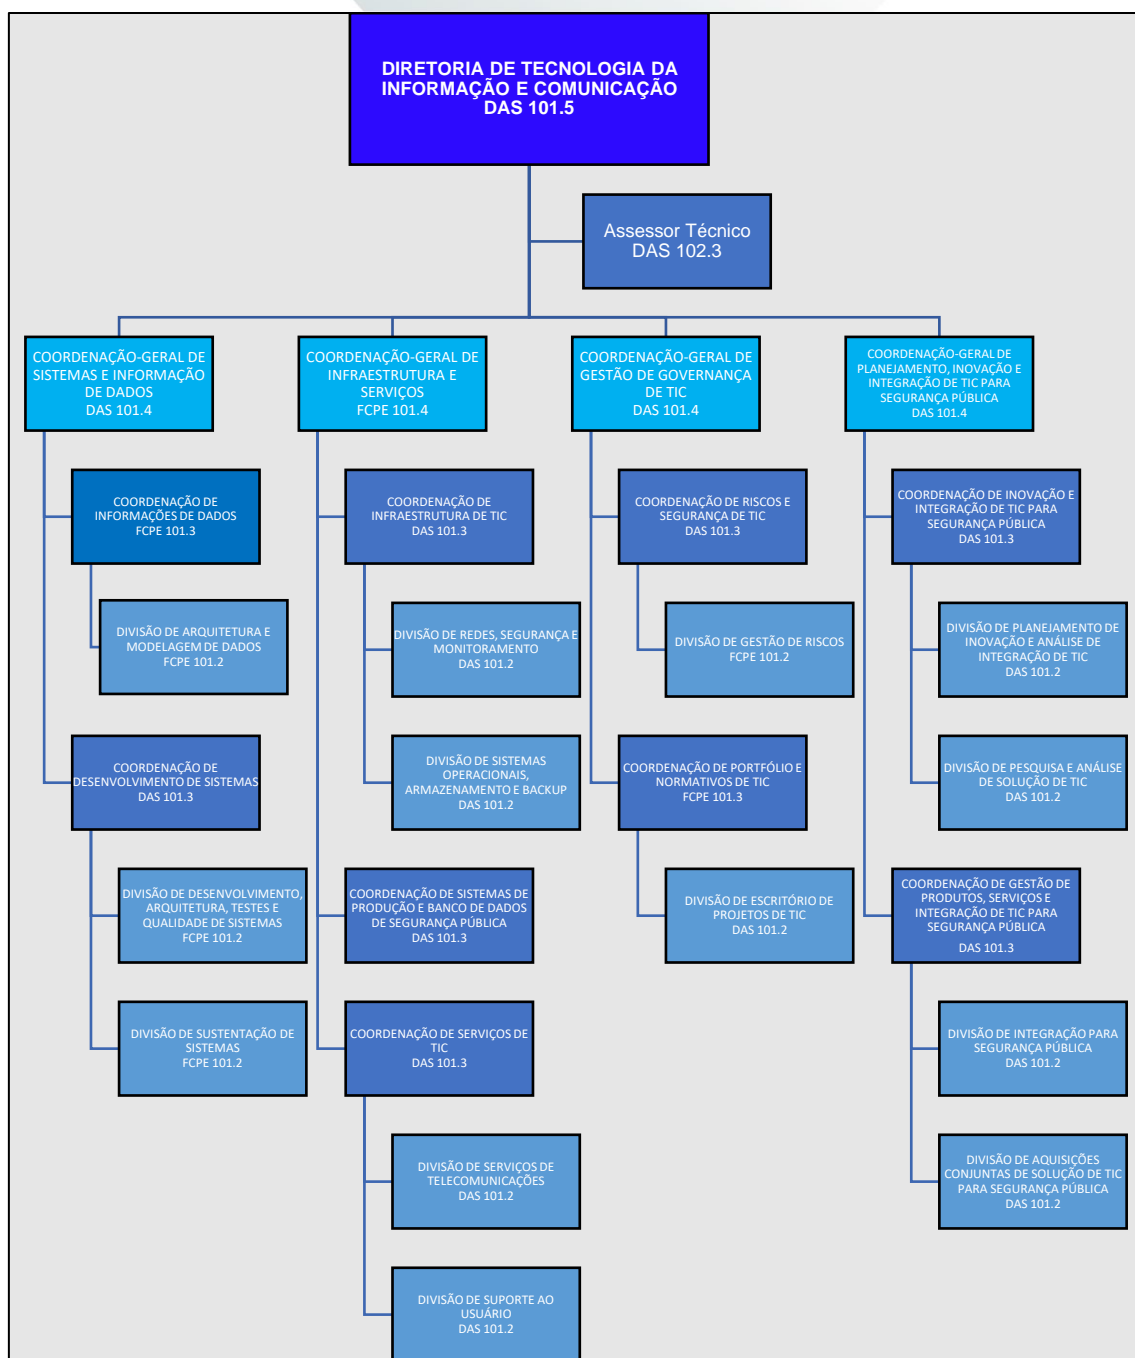 DIRETORIA DE TECNOLOGIA DA
INFORMAÇÃO E COMUNICAÇÃO
DAS 101.5
Assessor Técnico
DAS 102.3
COORDENAÇÃO-GERAL DE
SISTEMAS E INFORMAÇÃO
DE DADOS
DAS 101.4
COORDENAÇÃO DE
INFORMAÇÕES DE DADOS
FCPE 101.3
DIVISÃO DE ARQUITETURA E
MODELAGEM DE DADOS
FCPE 101.2
COORDENAÇÃO DE
DESENVOLVIMENTO DE SISTEMAS
DAS 101.3
DIVISÃO DE DESENVOLVIMENTO,
ARQUITETURA, TESTES E
QUALIDADE DE SISTEMAS
FCPE 101.2
DIVISÃO DE SUSTENTAÇÃO DE
SISTEMAS
FCPE 101.2
COORDENAÇÃO-GERAL DE
INFRAESTRUTURA E
SERVIÇOS
FCPE 101.4
COORDENAÇÃO DE
INFRAESTRUTURA DE TIC
DAS 101.3
DIVISÃO DE REDES, SEGURANÇA E
MONITORAMENTO
DAS 101.2
DIVISÃO DE SISTEMAS
OPERACIONAIS,
ARMAZENAMENTO E BACKUP
DAS 101.2
COORDENAÇÃO DE SISTEMAS DE
PRODUÇÃO E BANCO DE DADOS
DE SEGURANÇA PÚBLICA
DAS 101.3
COORDENAÇÃO DE SERVIÇOS DE
TIC
DAS 101.3
DIVISÃO DE SERVIÇOS DE
TELECOMUNICAÇÕES
DAS 101.2
DIVISÃO DE SUPORTE AO
USUÁRIO
DAS 101.2
COORDENAÇÃO-GERAL DE
GESTÃO DE GOVERNANÇA
DE TIC
DAS 101.4
COORDENAÇÃO DE RISCOS E
SEGURANÇA DE TIC
DAS 101.3
DIVISÃO DE GESTÃO DE RISCOS
FCPE 101.2
COORDENAÇÃO DE PORTFÓLIO E
NORMATIVOS DE TIC
FCPE 101.3
DIVISÃO DE ESCRITÓRIO DE
PROJETOS DE TIC
DAS 101.2
COORDENAÇÃO-GERAL DE
PLANEJAMENTO, INOVAÇÃO E
INTEGRAÇÃO DE TIC PARA
SEGURANÇA PÚBLICA
DAS 101.4
COORDENAÇÃO DE INOVAÇÃO E
INTEGRAÇÃO DE TIC PARA
SEGURANÇA PÚBLICA
DAS 101.3
DIVISÃO DE PLANEJAMENTO DE
INOVAÇÃO E ANÁLISE DE
INTEGRAÇÃO DE TIC
DAS 101.2
DIVISÃO DE PESQUISA E ANÁLISE
DE SOLUÇÃO DE TIC
DAS 101.2
COORDENAÇÃO DE GESTÃO DE
PRODUTOS, SERVIÇOS E
INTEGRAÇÃO DE TIC PARA
SEGURANÇA PÚBLICA
DAS 101.3
DIVISÃO DE INTEGRAÇÃO PARA
SEGURANÇA PÚBLICA
DAS 101.2
DIVISÃO DE AQUISIÇÕES
CONJUNTAS DE SOLUÇÃO DE TIC
PARA SEGURANÇA PÚBLICA
DAS 101.2